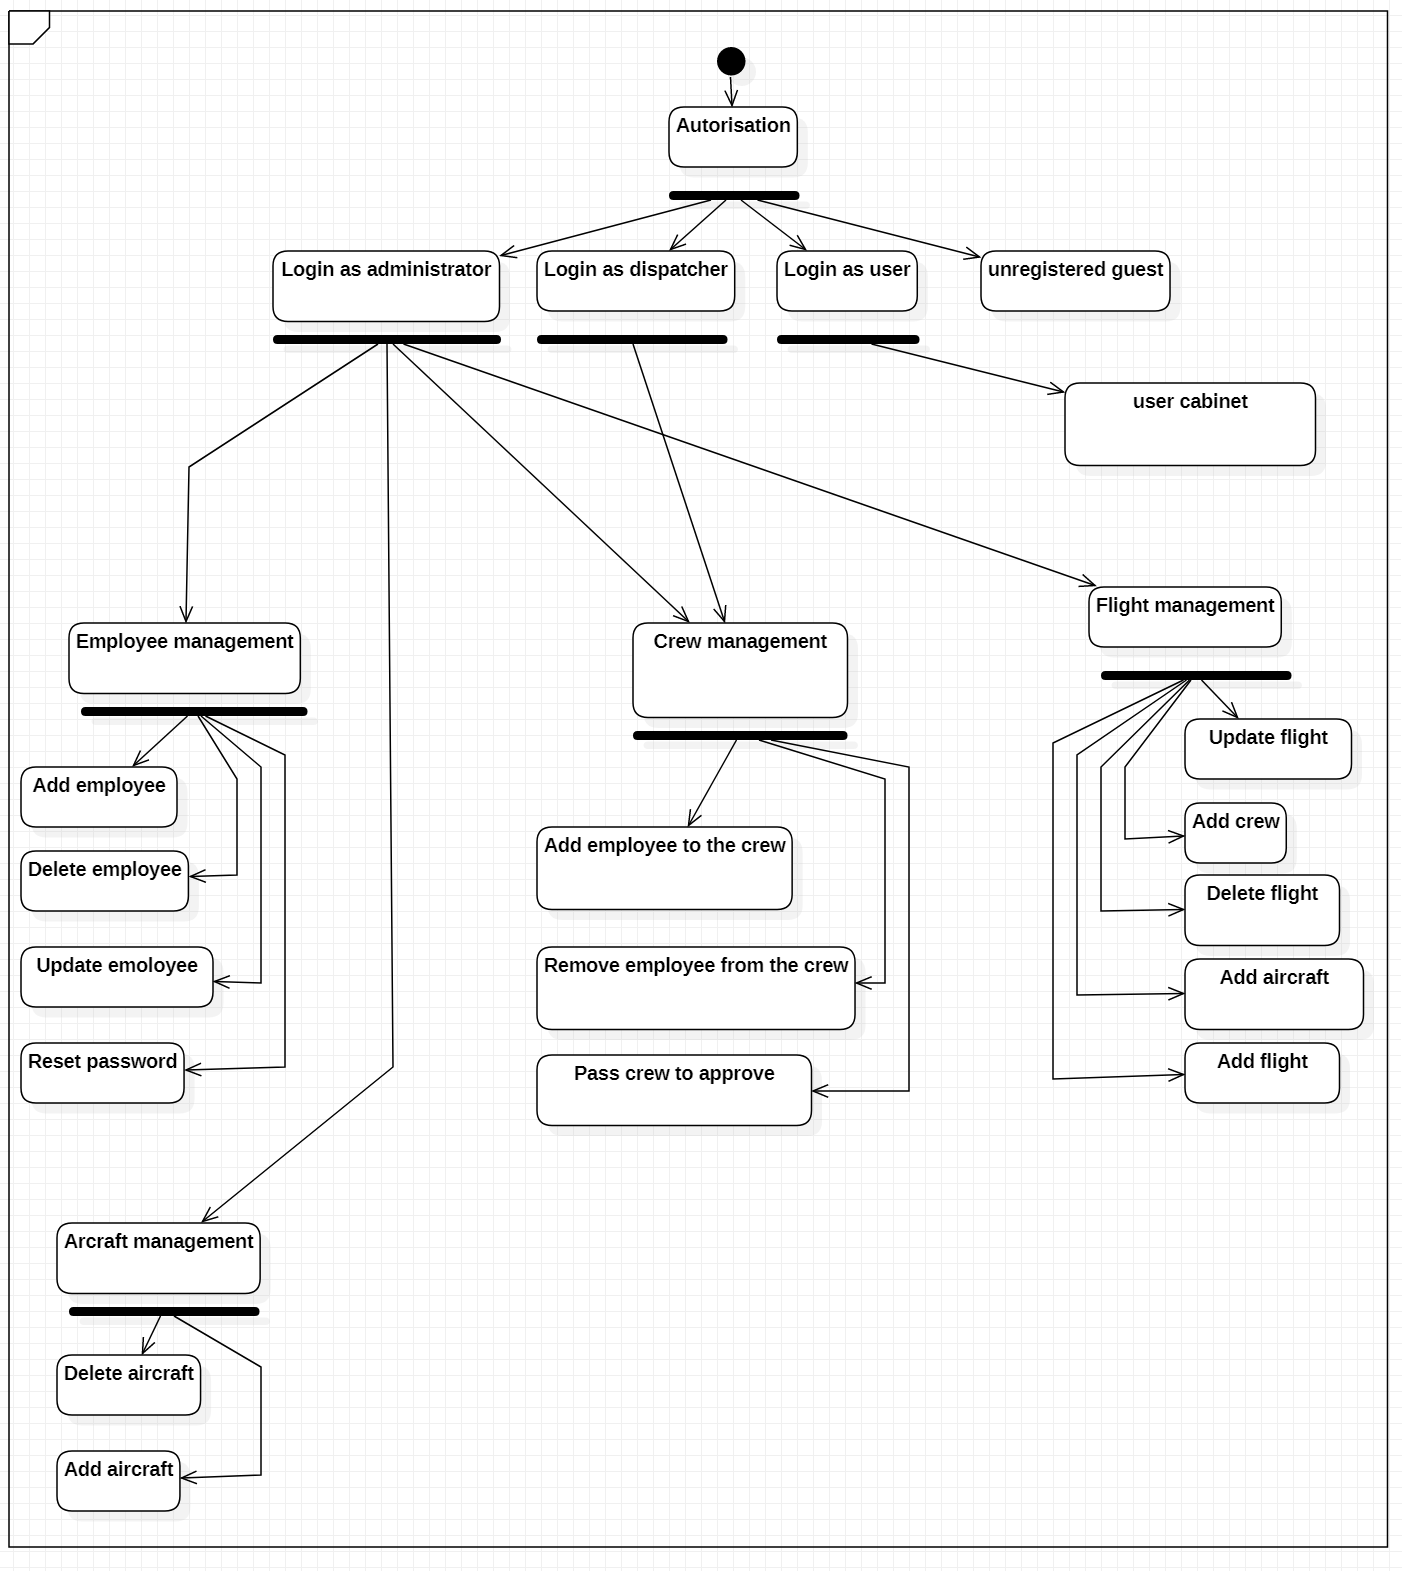 Autorisation
Login as administrator
Login as dispatcher
Login as user
unregistered guest
user cabinet
Employee management
Crew management
Flight management
Add employee
Delete employee
Update emoloyee
Reset password
Add employee to the crew
Remove employee from the crew
Pass crew to approve
Update flight
Add crew
Delete flight
Add aircraft
Add flight
Arcraft management
Delete aircraft
Add aircraft